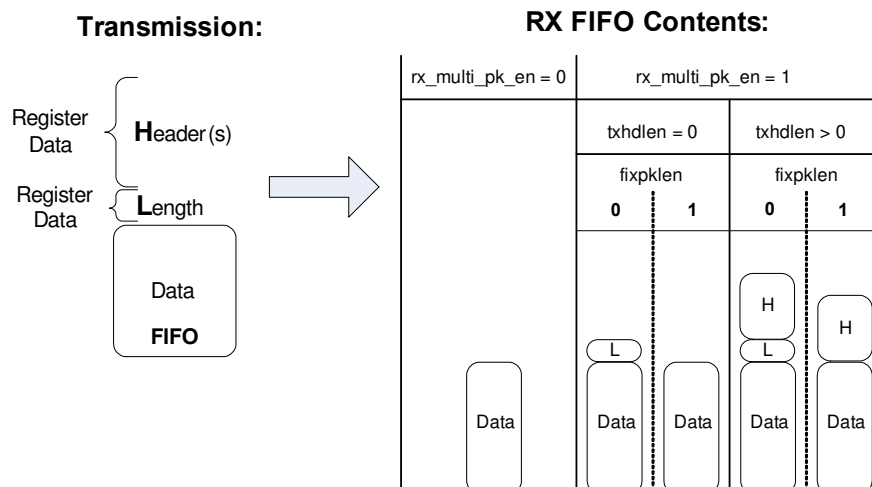 Transmission:
RX FIFO Contents:
rx_multi_pk_en = 0
rx_multi_pk_en = 1
Register
Data
Header(s)
txhdlen = 0
txhdlen > 0
fixpklen
fixpklen
Register
Data
Length
0
1
0
1
Data
FIFO
H
H
L
L
Data
Data
Data
Data
Data